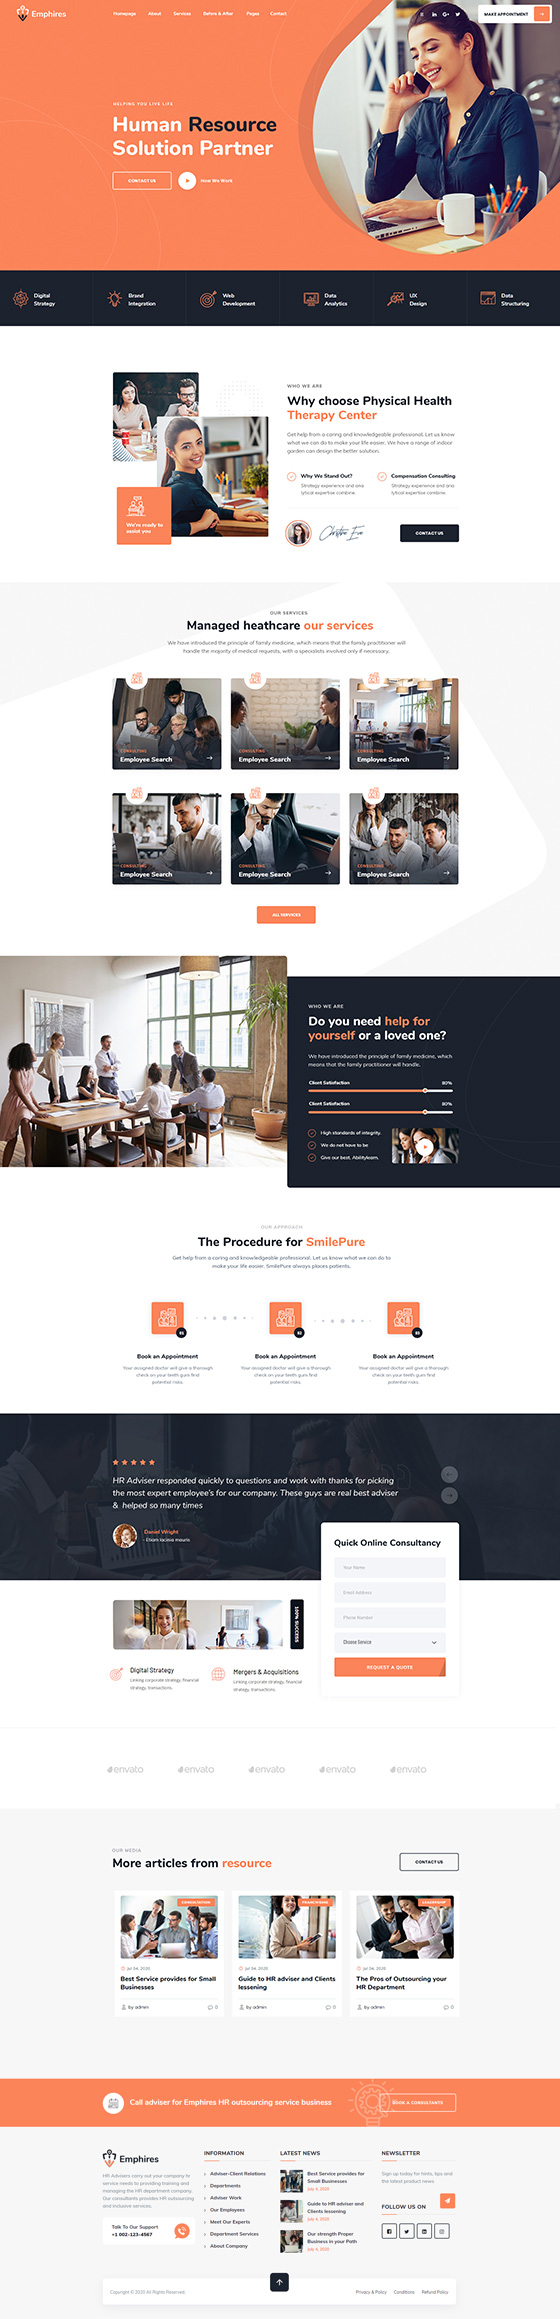 Emphires
Homepage About Services Before & After Pages Contact
MAKE APPOINTMENT
HELPING YOU LIVE LIFE
Human Resource
Solution Partner
CONTACT US
How We Work
Digital
Strategy
Brand
Integration
Web
Development
Data
Analytics
UX
Design
Data
Structuring
WHO WE ARE
Why choose Physical Health
Therapy Center
Get help from a caring and knowledgeable professional. Let us know
what we can do to make your life easier. We have a range of indoor
garden can design the better solution.
Why We Stand Out?
Strategy experience and ana
lytical expertise combine.
Compensation Consulting
Strategy experience and ana
lytical expertise combine.
We're ready to
assist you
Christine Eve
CONTACT US
OUR SERVICES
Managed heathcare our services
We have introduced the principle of family medicine, which means that the family practitioner will
handle the majority of medical requests, with a specialists involved only if necessary.
CONSULTING
Employee Search
CONSULTING
Employee Search
CONSULTING
Employee Search
CONSULTING
Employee Search
CONSULTING
Employee Search
CONSULTING
Employee Search
ALL SERVICES
WHO WE ARE
Do you need help for
yourself or a loved one?
We have introduced the principle of family medicine, which
means that the family practitioner will handle.
Client Satisfaction 80%
Client Satisfaction 80%
High standards of integrity.
We do not have to be
Give our best. Abilityteam.
OUR APPROACH
The Procedure for SmilePure
Get help from a caring and knowledgeable professional. Let us know what we can do to
make your life easier. SmilePure always places patients.
01
02
03
Book an Appointment
Your assigned doctor will give a thorough
check on your teeth gum find
potential risks.
Book an Appointment
Your assigned doctor will give a thorough
check on your teeth gum find
potential risks.
Book an Appointment
Your assigned doctor will give a thorough
check on your teeth gum find
potential risks.
HR Adviser responded quickly to questions and work with thanks for picking
the most expert employee's for our company. These guys are real best adviser
& helped so many times
Daniel Wright
- Etiam lacinia mauris
Quick Online Consultancy
Your Name
Email Address
Phone Number
Choose Service
REQUEST A QUOTE
100% SUCCESS
Digital Strategy
Linking corporate strategy, financial
strategy, transactions.
Mergers & Acquisitions
Linking corporate strategy, financial
strategy, transactions.
envato envato envato envato envato
OUR MEDIA
More articles from resource
CONTACT US
CONSULTATION
Jul 04, 2020
Best Service provides for Small
Businesses
by admin 0
FRANCHISING
Jul 04, 2020
Guide to HR adviser and Clients
lessening
by admin 0
LEADERSHIP
Jul 04, 2020
The Pros of Outsourcing your
HR Department
by admin 0
Call adviser for Emphires HR outsourcing service business
BOOK A CONSULTANTS
Emphires
HR Advisers carry out your company hr
service needs to providing training and
managing the HR department company.
Our consultants provides HR outsourcing
and inclusive services.
Talk To Our Support
+1 002-123-4567
INFORMATION
Adviser-Client Relations
Departments
Adviser Work
Our Employees
Meet Our Experts
Department Services
About Company
LATEST NEWS
Best Service provides for
Small Businesses
July 4, 2020
Guide to HR adviser and
Clients lessening
July 4, 2020
Our strength Proper
Business in your Path
July 4, 2020
NEWSLETTER
Sign up today for hints, tips and
the latest product news
FOLLOW US ON
Copyright © 2020 All Rights Reserved.
Privacy & Policy Conditions Refund Policy